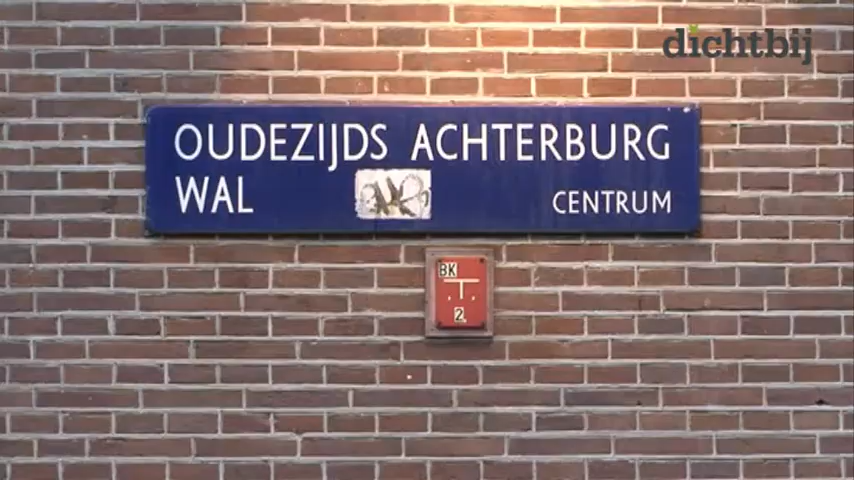 dichtbij
OUDEZIJDS ACHTERBURG
WAL CENTRUM
BK
2